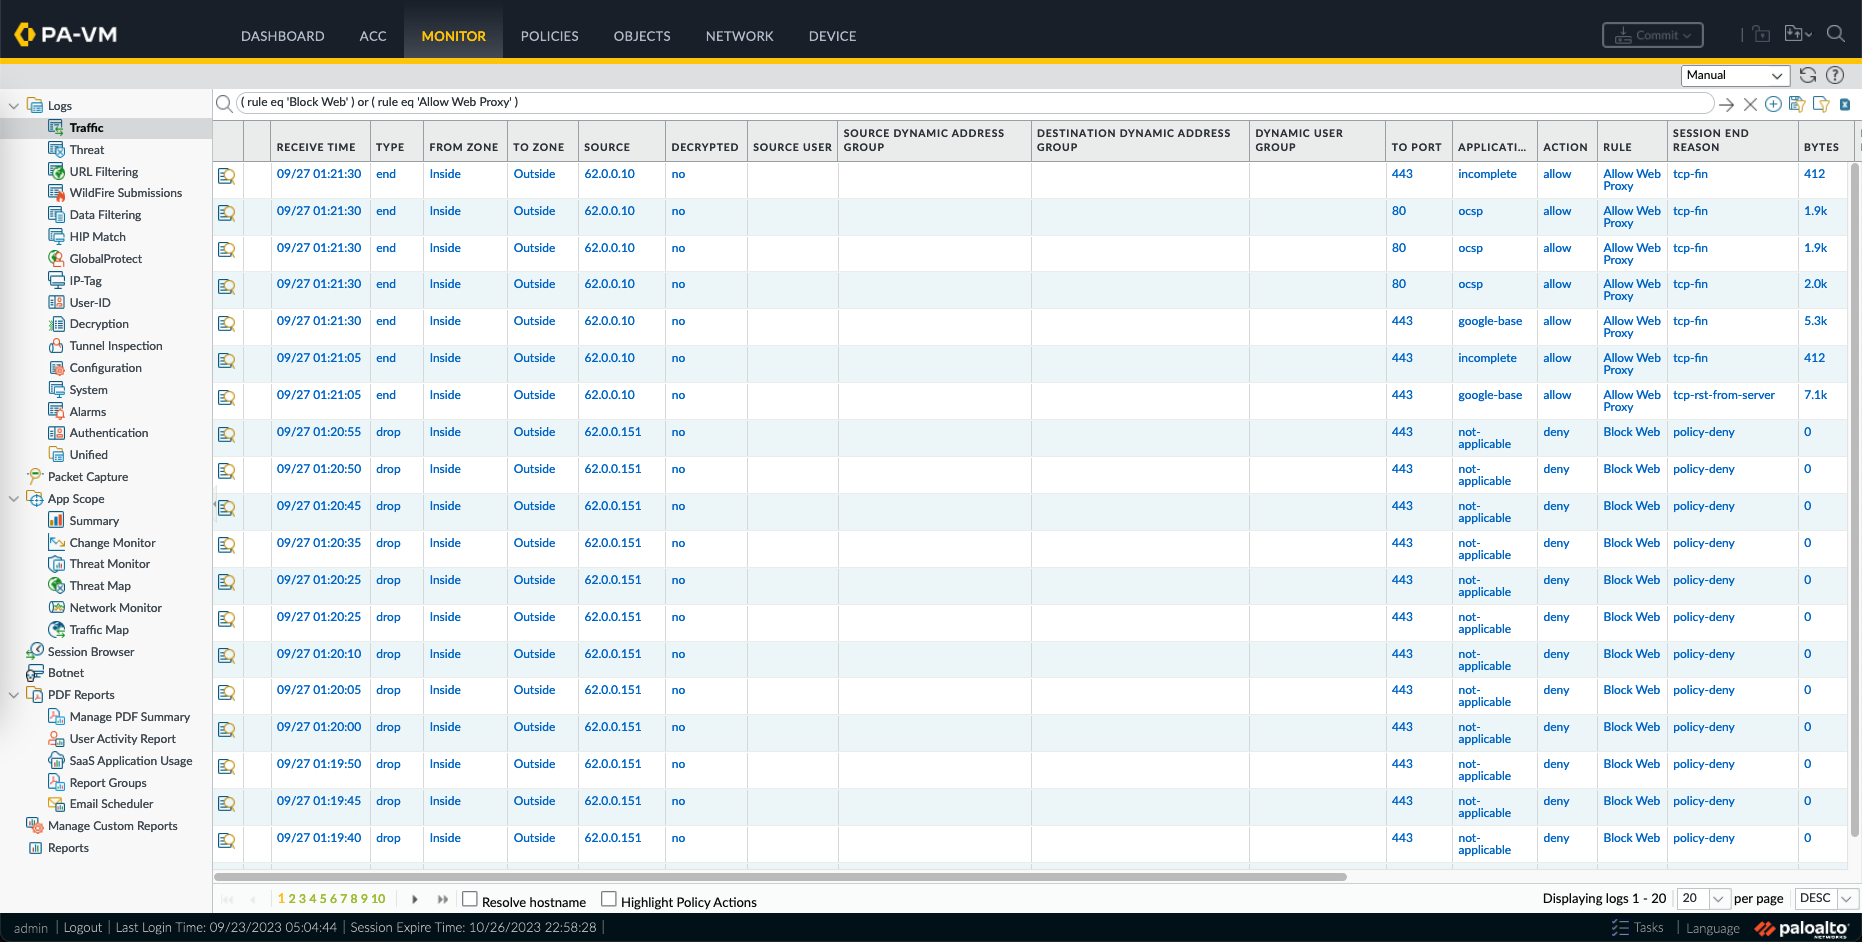 PA-VM
DASHBOARD ACC MONITOR POLICIES OBJECTS NETWORK DEVICE
Commit
Manual
Logs
Traffic
Threat
URL Filtering
WildFire Submissions
Data Filtering
HIP Match
GlobalProtect
IP-Tag
User-ID
Decryption
Tunnel Inspection
Configuration
System
Alarms
Authentication
Unified
Packet Capture
App Scope
Summary
Change Monitor
Threat Monitor
Threat Map
Network Monitor
Traffic Map
Session Browser
Botnet
PDF Reports
Manage PDF Summary
User Activity Report
SaaS Application Usage
Report Groups
Email Scheduler
Manage Custom Reports
Reports
( rule eq 'Block Web' ) or ( rule eq 'Allow Web Proxy' )
RECEIVE TIME TYPE FROM ZONE TO ZONE SOURCE DECRYPTED SOURCE USER SOURCE DYNAMIC ADDRESS GROUP DESTINATION DYNAMIC ADDRESS GROUP DYNAMIC USER GROUP TO PORT APPLICATI... ACTION RULE SESSION END REASON BYTES
09/27 01:21:30 end Inside Outside 62.0.0.10 no 443 incomplete allow Allow Web Proxy tcp-fin 412
09/27 01:21:30 end Inside Outside 62.0.0.10 no 80 ocsp allow Allow Web Proxy tcp-fin 1.9k
09/27 01:21:30 end Inside Outside 62.0.0.10 no 80 ocsp allow Allow Web Proxy tcp-fin 1.9k
09/27 01:21:30 end Inside Outside 62.0.0.10 no 80 ocsp allow Allow Web Proxy tcp-fin 2.0k
09/27 01:21:30 end Inside Outside 62.0.0.10 no 443 google-base allow Allow Web Proxy tcp-fin 5.3k
09/27 01:21:05 end Inside Outside 62.0.0.10 no 443 incomplete allow Allow Web Proxy tcp-fin 412
09/27 01:21:05 end Inside Outside 62.0.0.10 no 443 google-base allow Allow Web Proxy tcp-rst-from-server 7.1k
09/27 01:20:55 drop Inside Outside 62.0.0.151 no 443 not-applicable deny Block Web policy-deny 0
09/27 01:20:50 drop Inside Outside 62.0.0.151 no 443 not-applicable deny Block Web policy-deny 0
09/27 01:20:45 drop Inside Outside 62.0.0.151 no 443 not-applicable deny Block Web policy-deny 0
09/27 01:20:35 drop Inside Outside 62.0.0.151 no 443 not-applicable deny Block Web policy-deny 0
09/27 01:20:25 drop Inside Outside 62.0.0.151 no 443 not-applicable deny Block Web policy-deny 0
09/27 01:20:25 drop Inside Outside 62.0.0.151 no 443 not-applicable deny Block Web policy-deny 0
09/27 01:20:10 drop Inside Outside 62.0.0.151 no 443 not-applicable deny Block Web policy-deny 0
09/27 01:20:05 drop Inside Outside 62.0.0.151 no 443 not-applicable deny Block Web policy-deny 0
09/27 01:20:00 drop Inside Outside 62.0.0.151 no 443 not-applicable deny Block Web policy-deny 0
09/27 01:19:50 drop Inside Outside 62.0.0.151 no 443 not-applicable deny Block Web policy-deny 0
09/27 01:19:45 drop Inside Outside 62.0.0.151 no 443 not-applicable deny Block Web policy-deny 0
09/27 01:19:40 drop Inside Outside 62.0.0.151 no 443 not-applicable deny Block Web policy-deny 0
1 2 3 4 5 6 7 8 9 10 Resolve hostname Highlight Policy Actions Displaying logs 1 - 20 20 per page DESC
admin | Logout | Last Login Time: 09/23/2023 05:04:44 | Session Expire Time: 10/26/2023 22:58:28 | Tasks | Language paloalto NETWORKS